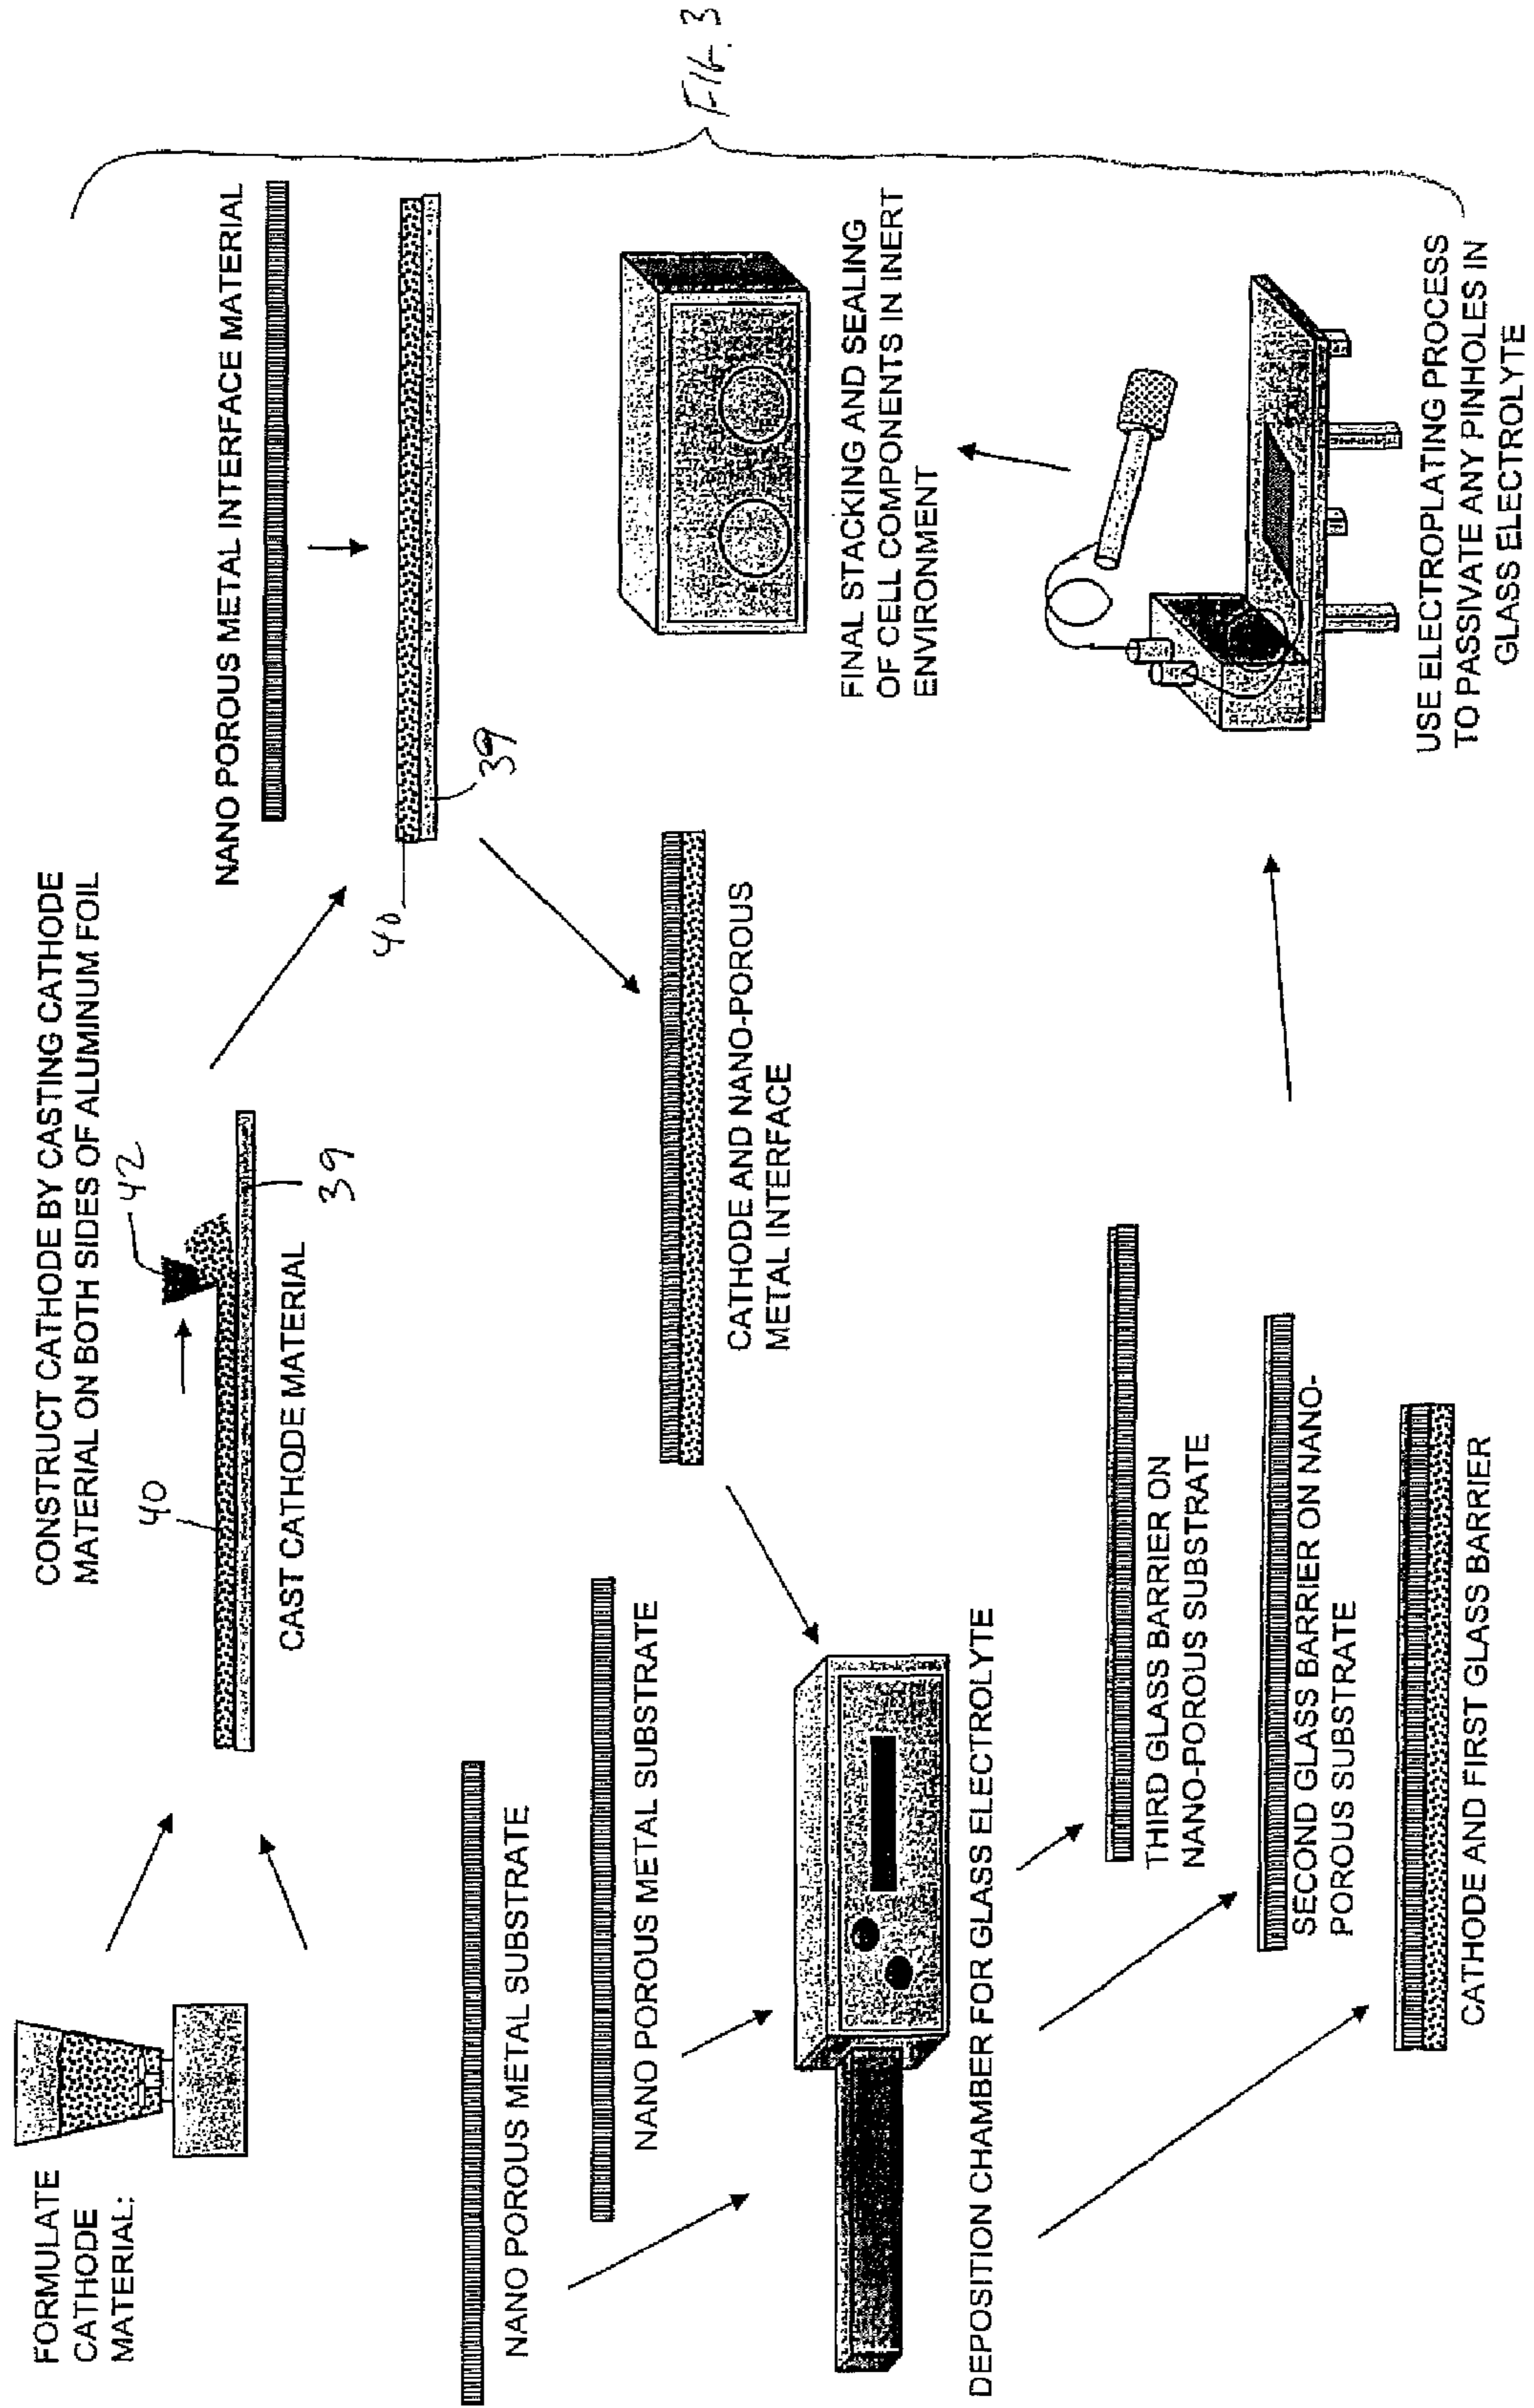 FORMULATE
CATHODE
MATERIAL:
CONSTRUCT CATHODE BY CASTING CATHODE
MATERIAL ON BOTH SIDES OF ALUMINUM FOIL
40
42
39
CAST CATHODE MATERIAL
NANO POROUS METAL INTERFACE MATERIAL
40
39
NANO POROUS METAL SUBSTRATE
NANO POROUS METAL SUBSTRATE
CATHODE AND NANO-POROUS
METAL INTERFACE
FINAL STACKING AND SEALING
OF CELL COMPONENTS IN INERT
ENVIRONMENT
DEPOSITION CHAMBER FOR GLASS ELECTROLYTE
THIRD GLASS BARRIER ON
NANO-POROUS SUBSTRATE
SECOND GLASS BARRIER ON NANO-
POROUS SUBSTRATE
CATHODE AND FIRST GLASS BARRIER
USE ELECTROPLATING PROCESS
TO PASSIVATE ANY PINHOLES IN
GLASS ELECTROLYTE
FIG. 3